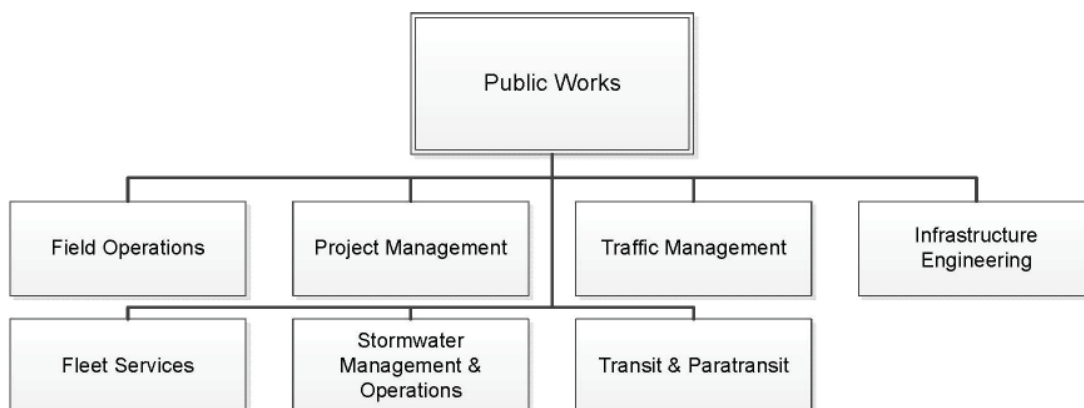 Public Works
Field Operations
Project Management
Traffic Management
Infrastructure
Engineering
Fleet Services
Stormwater
Management &
Operations
Transit & Paratransit